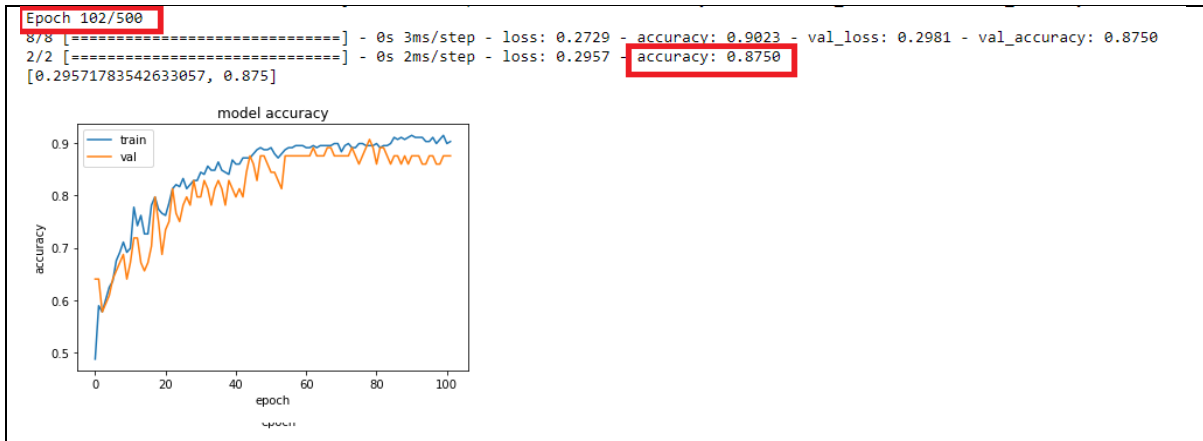 Epoch 102/500
8/8 [==============================] - 0s 3ms/step - loss: 0.2729 - accuracy: 0.9023 - val_loss: 0.2981 - val_accuracy: 0.8750
2/2 [==============================] - 0s 2ms/step - loss: 0.2957 - accuracy: 0.8750
[0.29571783542633057, 0.875]
model accuracy
train
val
0.9
0.8
0.7
0.6
0.5
accuracy
0 20 40 60 80 100
epoch